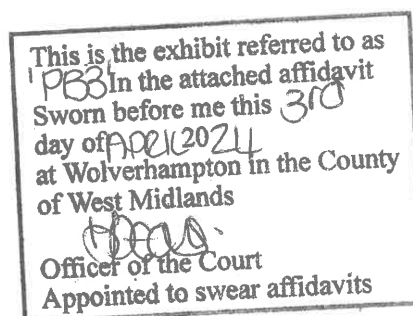 This is the exhibit referred to as
'PB3' In the attached affidavit
Sworn before me this 3rd
day of APRIL 2024
at Wolverhampton in the County
of West Midlands
Officer of the Court
Appointed to swear affidavits